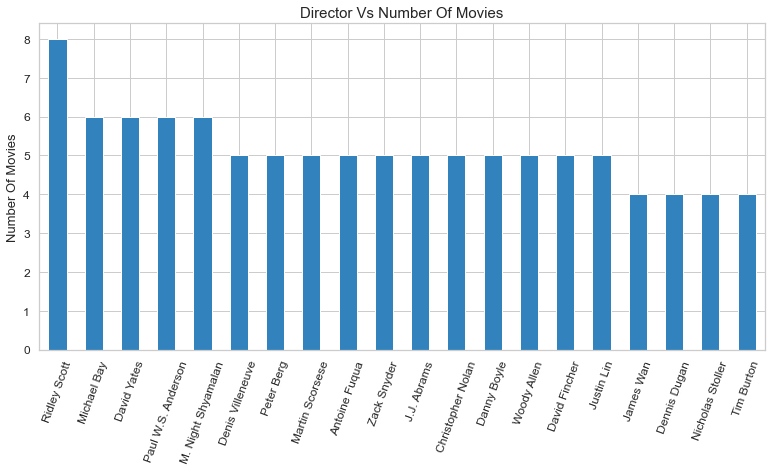 Director Vs Number Of Movies
Number Of Movies
8
7
6
5
4
3
2
1
0
Ridley Scott
Michael Bay
David Yates
Paul W.S. Anderson
M. Night Shyamalan
Denis Villeneuve
Peter Berg
Martin Scorsese
Antoine Fuqua
Zack Snyder
J.J. Abrams
Christopher Nolan
Danny Boyle
Woody Allen
David Fincher
Justin Lin
James Wan
Dennis Dugan
Nicholas Stoller
Tim Burton